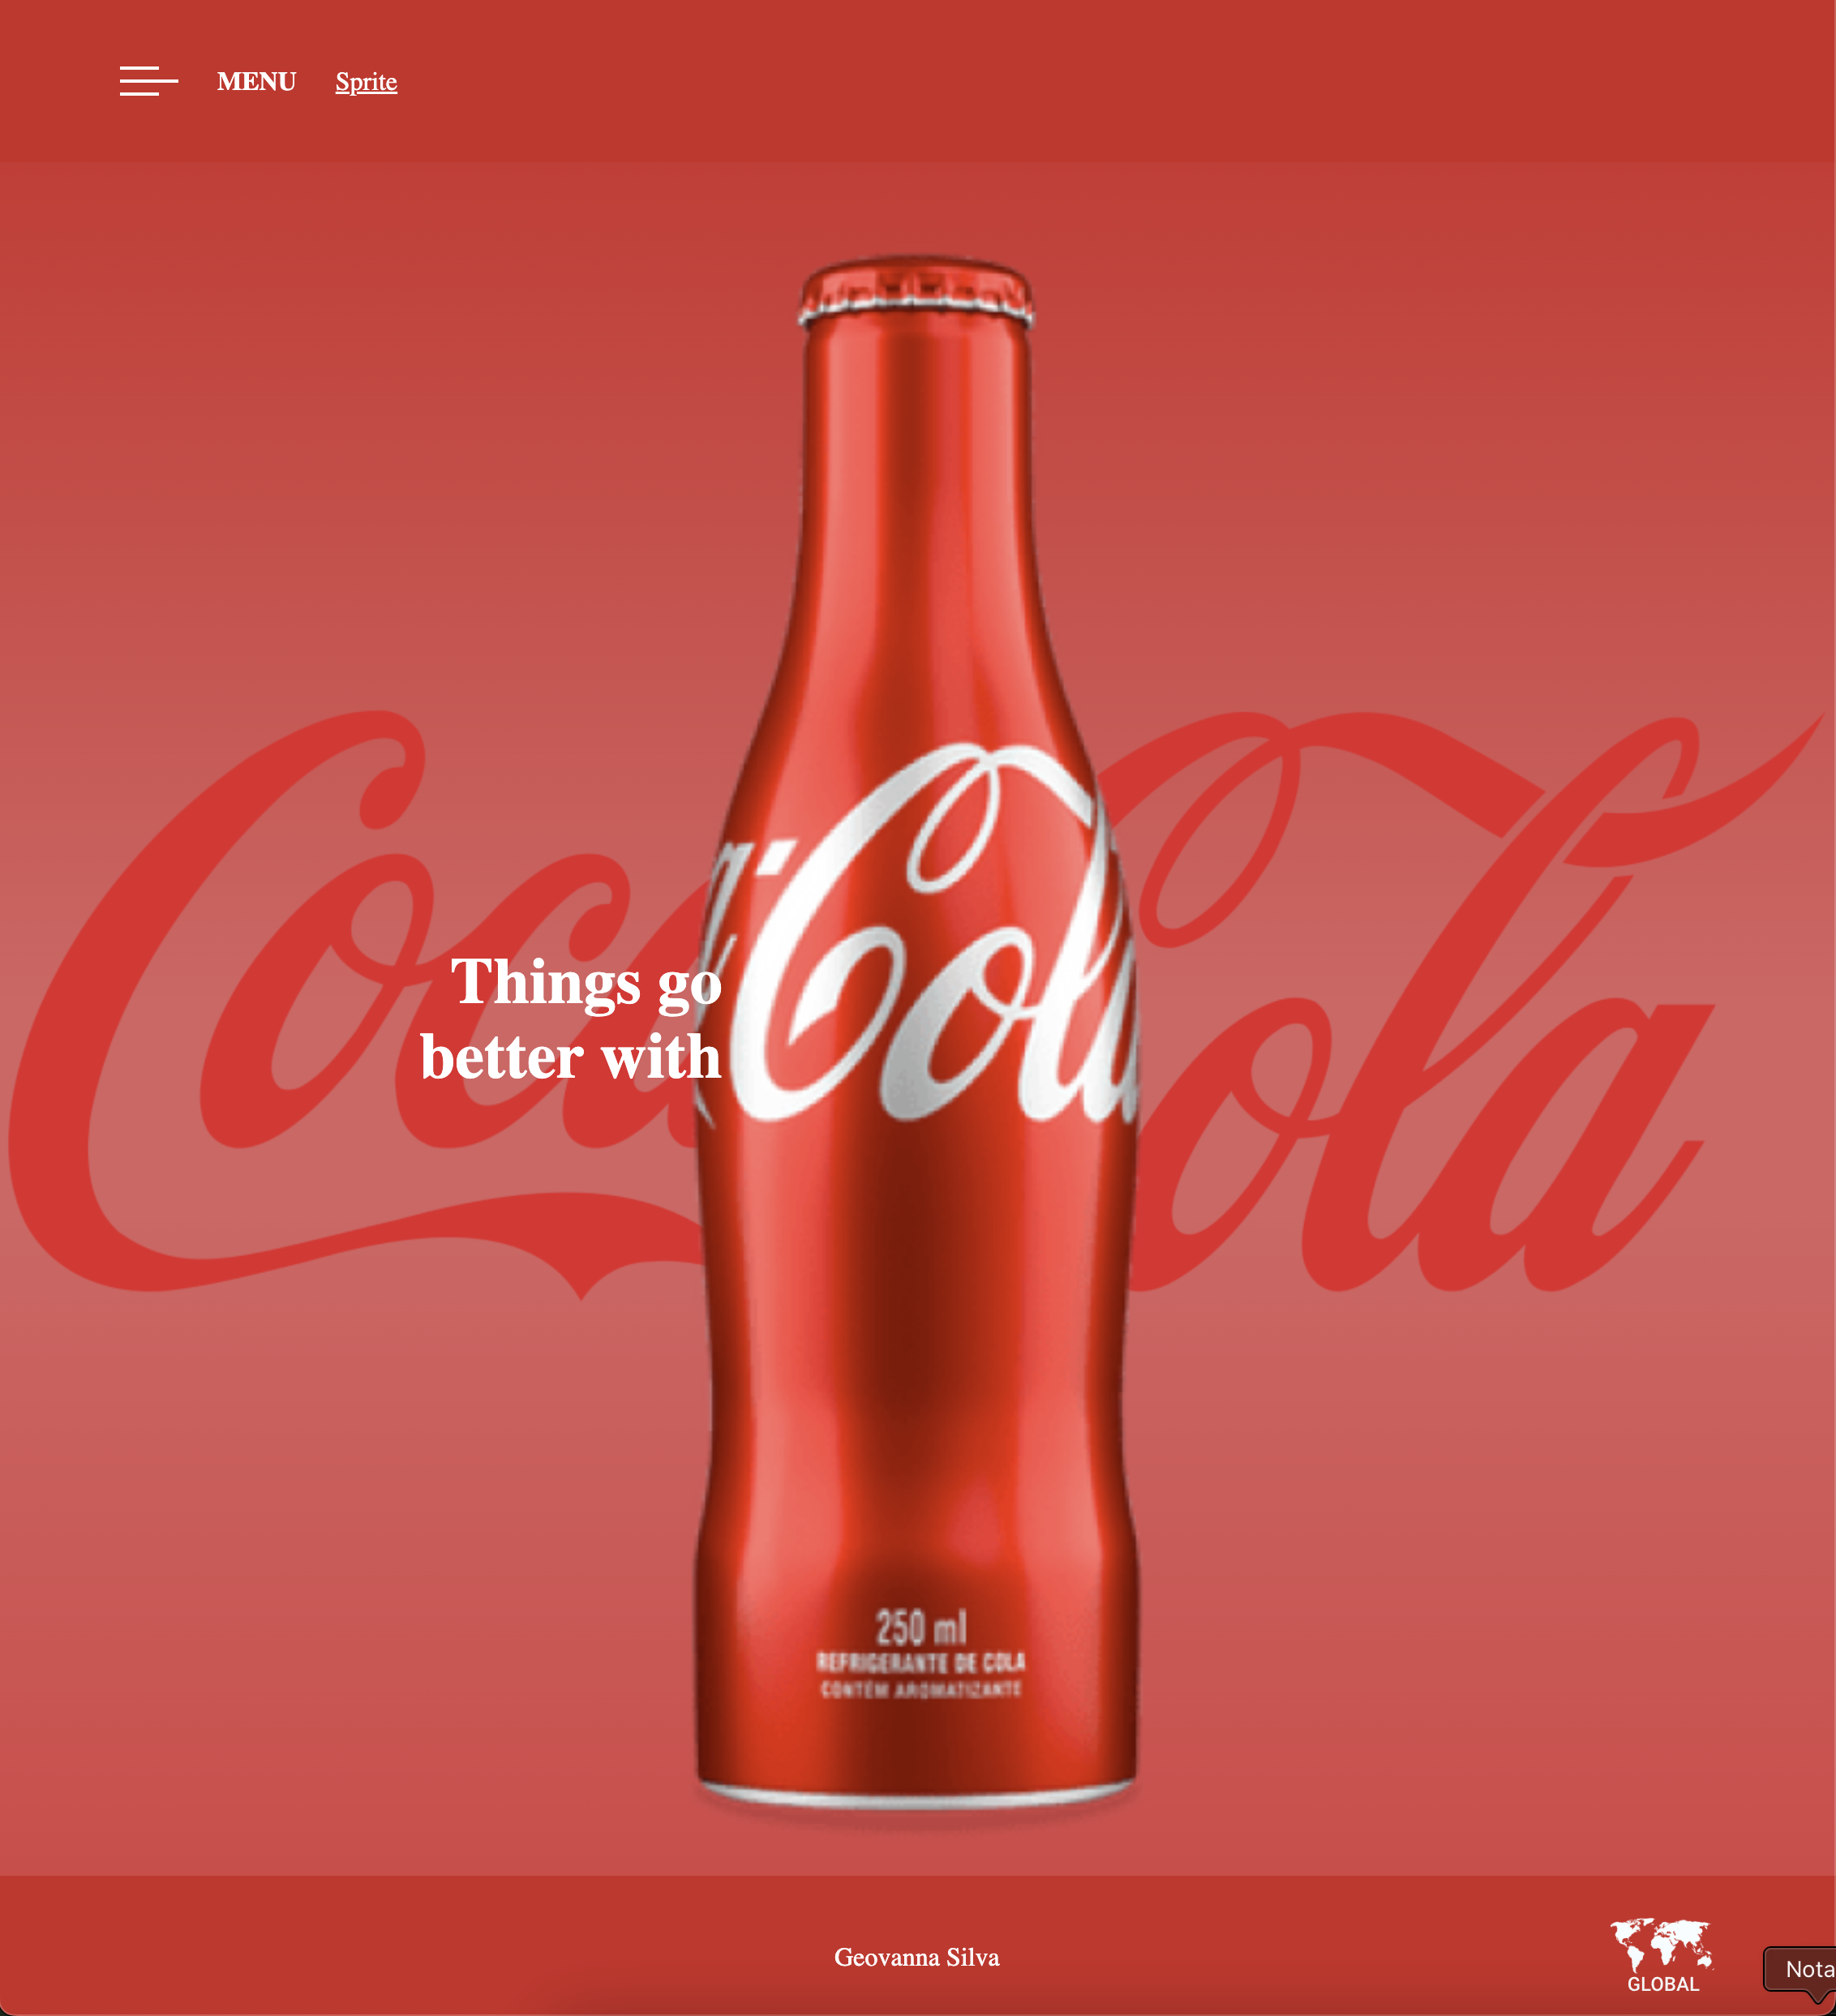 MENU Sprite
Coca Cola
Cola
Things go
better with
250 ml
REFRIGERANTE DE COLA
CONTÉM AROMATIZANTE
Geovanna Silva
GLOBAL
Nota